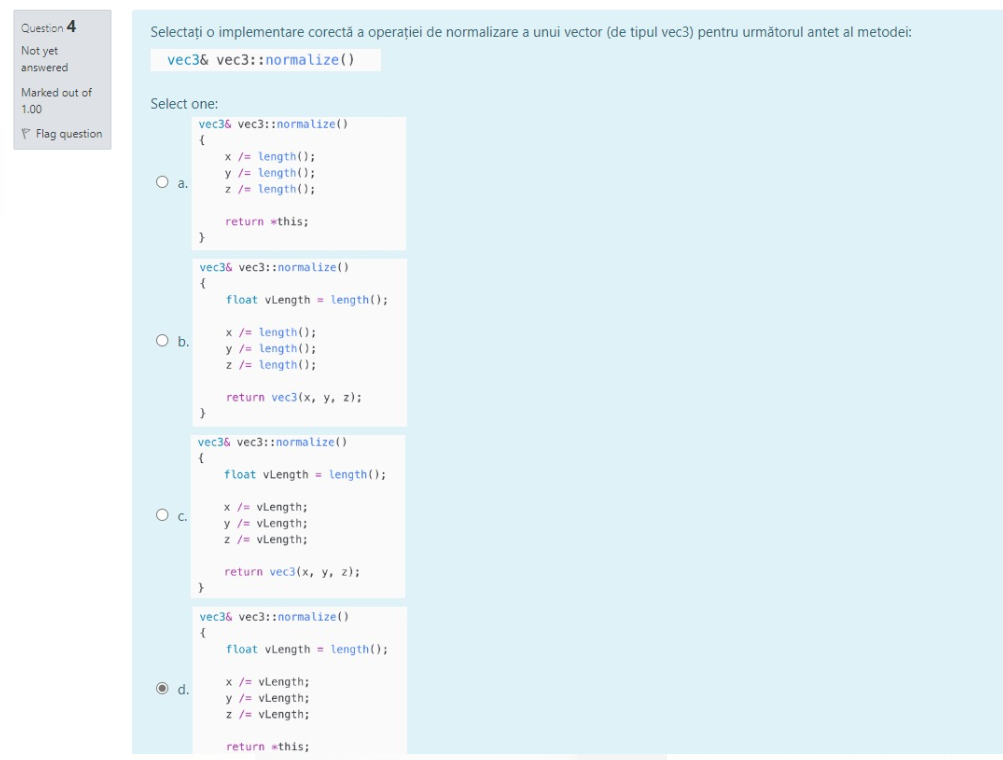 Question 4
Not yet
answered
Marked out of
1.00
Flag question
Selectați o implementare corectă a operației de normalizare a unui vector (de tipul vec3) pentru următorul antet al metodei:
vec3& vec3::normalize()
Select one:
a.
vec3& vec3::normalize()
{
x /= length();
y /= length();
z /= length();
return *this;
}
b.
vec3& vec3::normalize()
{
float vLength = length();
x /= length();
y /= length();
z /= length();
return vec3(x, y, z);
}
c.
vec3& vec3::normalize()
{
float vLength = length();
x /= vLength;
y /= vLength;
z /= vLength;
return vec3(x, y, z);
}
d.
vec3& vec3::normalize()
{
float vLength = length();
x /= vLength;
y /= vLength;
z /= vLength;
return *this;